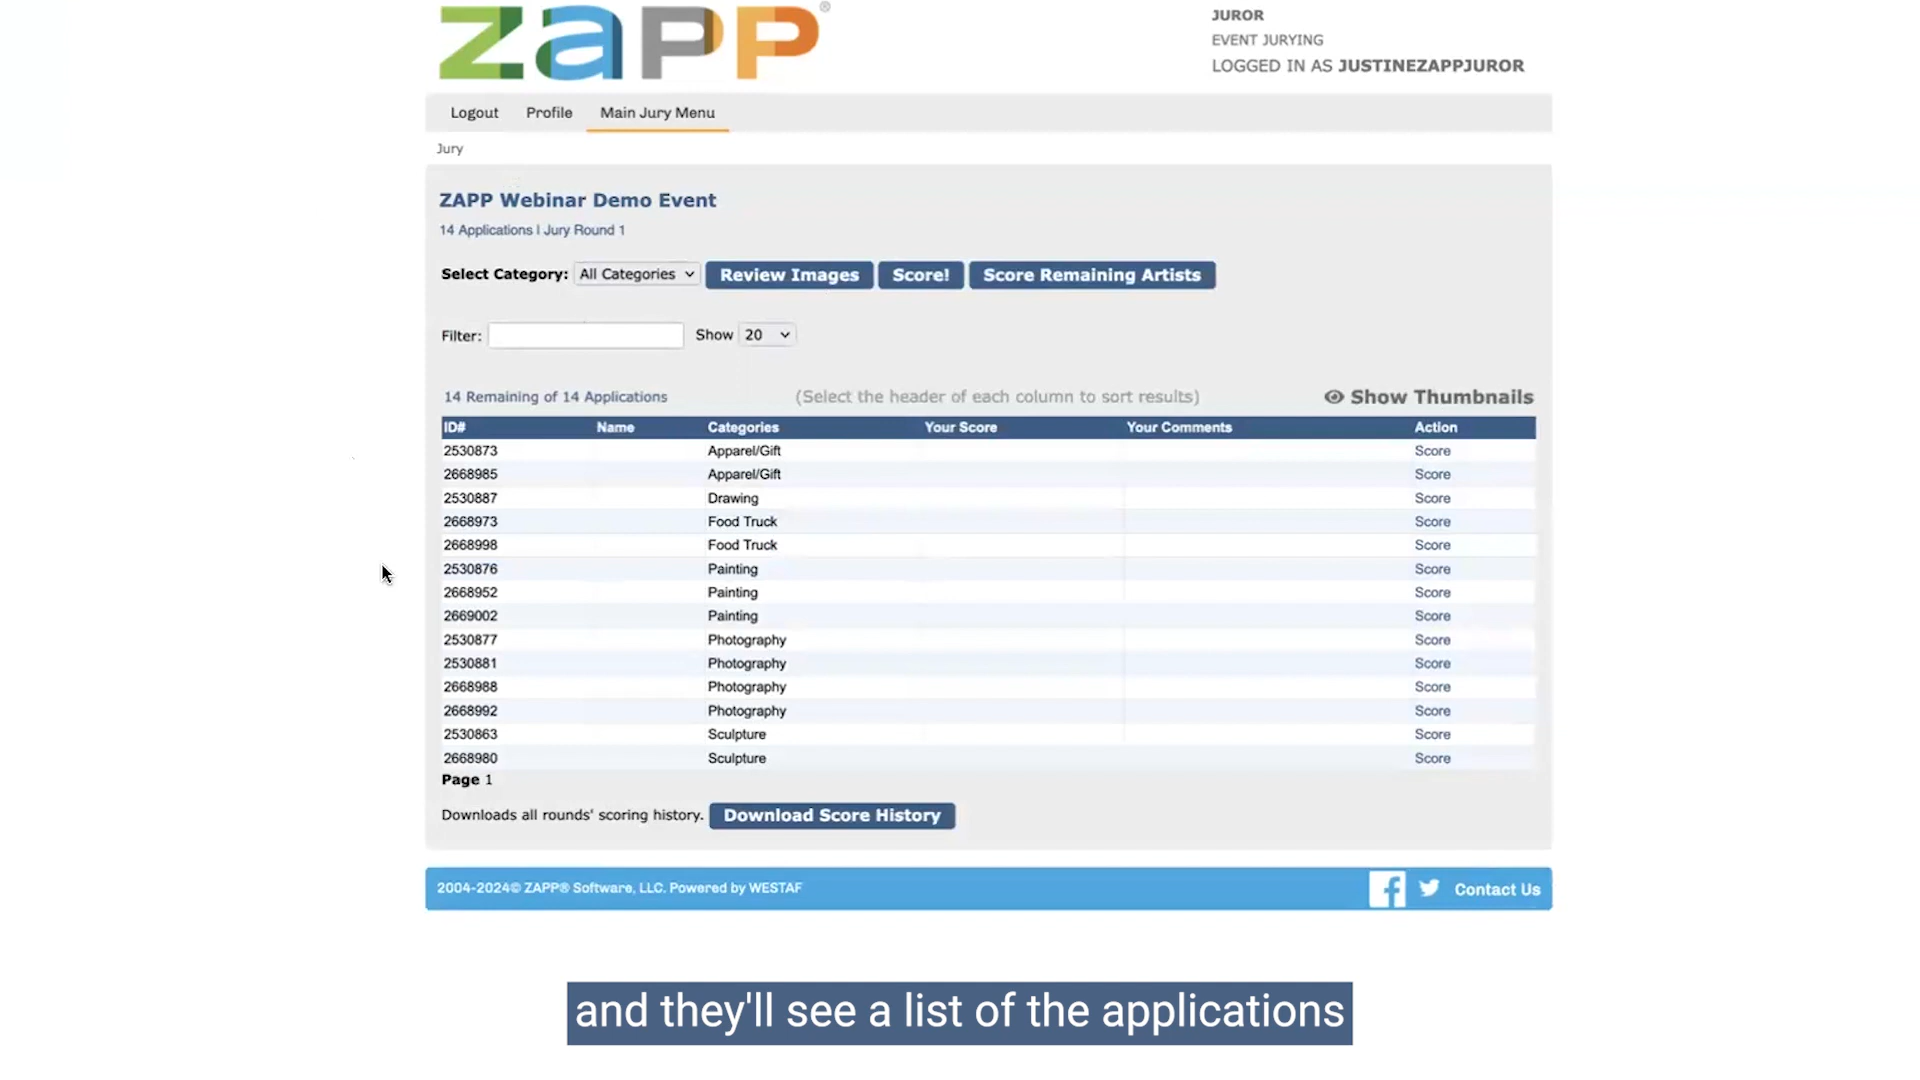 zapp®
JUROR
EVENT JURYING
LOGGED IN AS JUSTINEZAPPJUROR
Logout Profile Main Jury Menu
Jury
ZAPP Webinar Demo Event
14 Applications | Jury Round 1
Select Category: All Categories Review Images Score! Score Remaining Artists
Filter: Show 20
14 Remaining of 14 Applications (Select the header of each column to sort results) Show Thumbnails
ID# Name Categories Your Score Your Comments Action
2530873 Apparel/Gift Score
2668985 Apparel/Gift Score
2530887 Drawing Score
2668973 Food Truck Score
2668998 Food Truck Score
2530876 Painting Score
2668952 Painting Score
2669002 Painting Score
2530877 Photography Score
2530881 Photography Score
2668988 Photography Score
2668992 Photography Score
2530863 Sculpture Score
2668980 Sculpture Score
Page 1
Downloads all rounds' scoring history. Download Score History
2004-2024© ZAPP® Software, LLC. Powered by WESTAF Contact Us
and they'll see a list of the applications